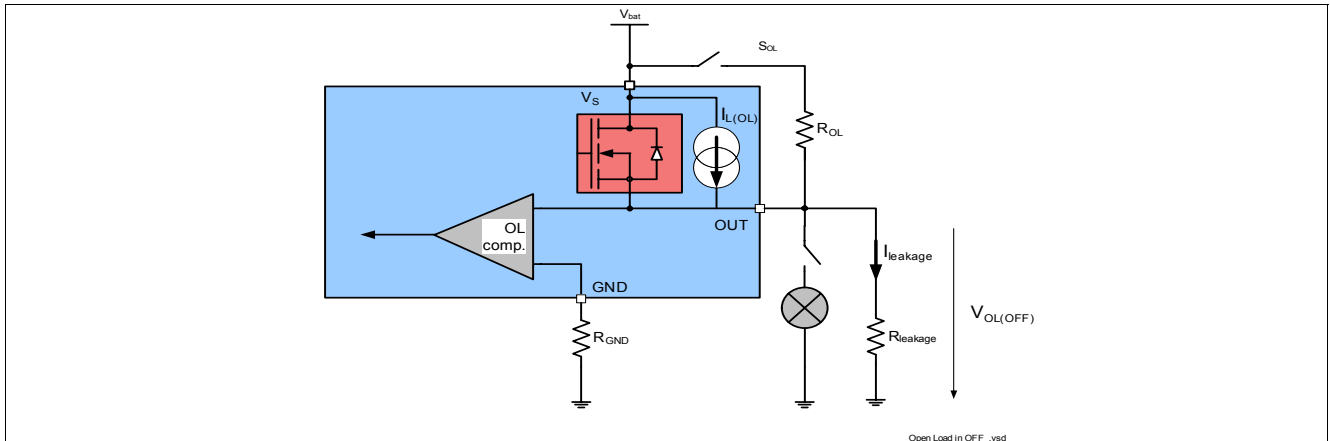 Vbat
SOL
VS
IL(OL)
ROL
OUT
OL
comp.
Ileakage
GND
VOL(OFF)
RGND
Rleakage
Open Load in OFF .vsd